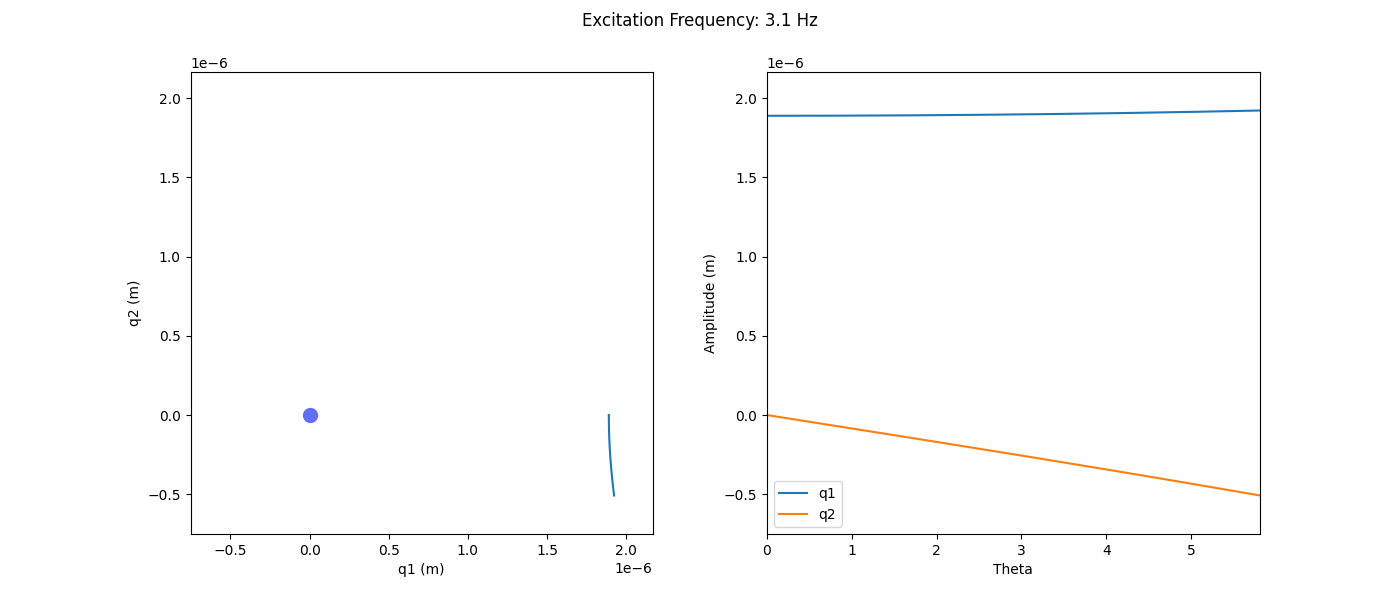 Excitation Frequency: 3.1 Hz
1e−6
2.0
1.5
1.0
0.5
0.0
−0.5
q2 (m)
−0.5 0.0 0.5 1.0 1.5 2.0
q1 (m)
1e−6
1e−6
2.0
1.5
1.0
0.5
0.0
−0.5
Amplitude (m)
q1
q2
0 1 2 3 4 5
Theta